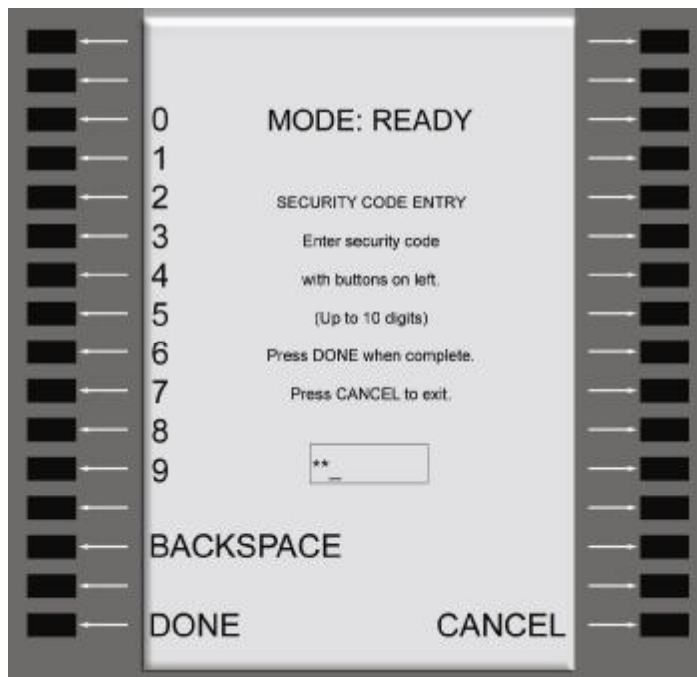 0 MODE: READY
1
2 SECURITY CODE ENTRY
3 Enter security code
4 with buttons on left.
5 (Up to 10 digits)
6 Press DONE when complete.
7 Press CANCEL to exit.
8
9 **_
BACKSPACE
DONE CANCEL